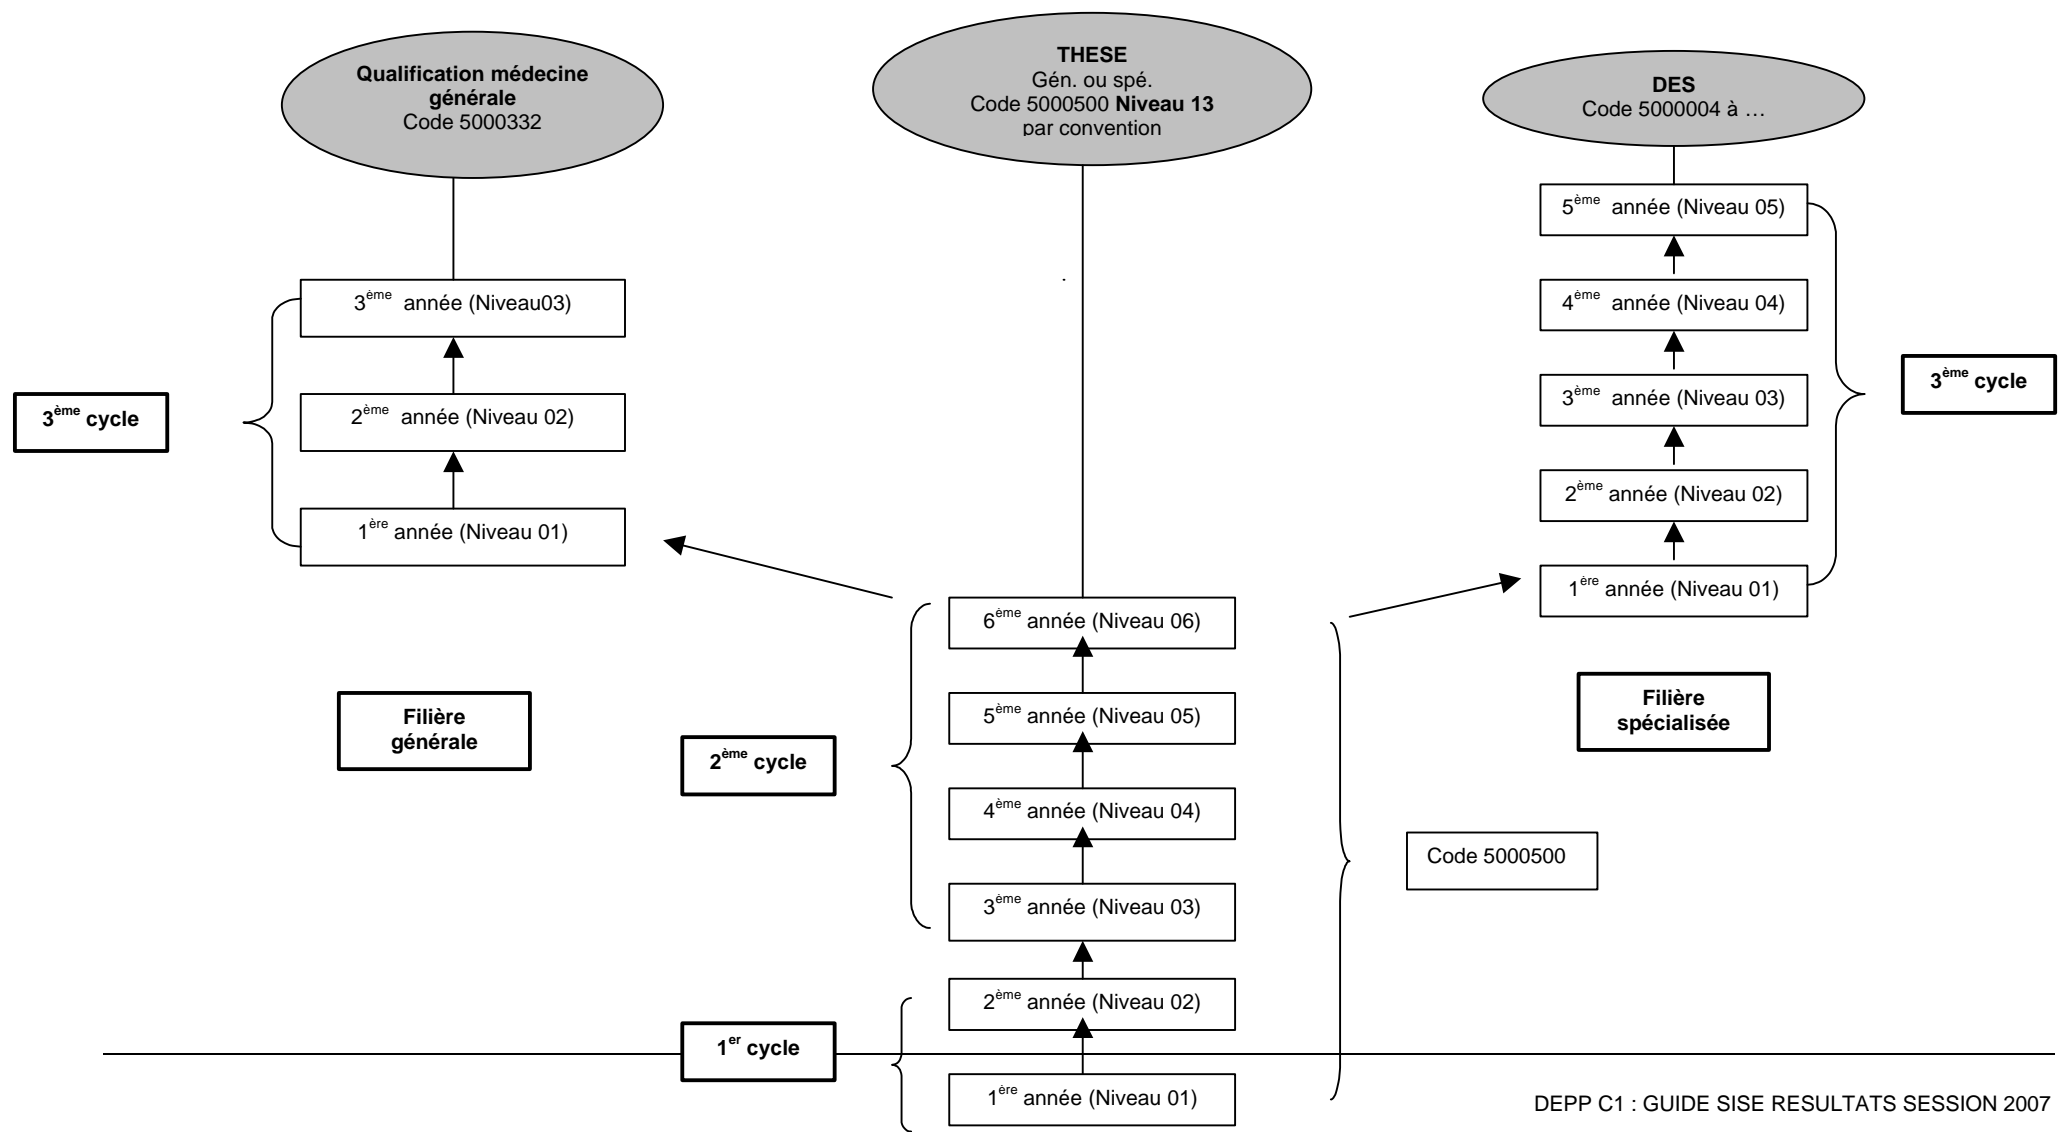 Qualification médecine
générale
Code 5000332
THESE
Gén. ou spé.
Code 5000500 Niveau 13
par convention
DES
Code 5000004 à …
5ème année (Niveau 05)
4ème année (Niveau 04)
3ème année (Niveau 03)
2ème année (Niveau 02)
1ère année (Niveau 01)
3ème cycle
3ème année (Niveau03)
2ème année (Niveau 02)
1ère année (Niveau 01)
3ème cycle
Filière
générale
Filière
spécialisée
6ème année (Niveau 06)
5ème année (Niveau 05)
4ème année (Niveau 04)
3ème année (Niveau 03)
2ème cycle
Code 5000500
2ème année (Niveau 02)
1ère année (Niveau 01)
1er cycle
DEPP C1 : GUIDE SISE RESULTATS SESSION 2007